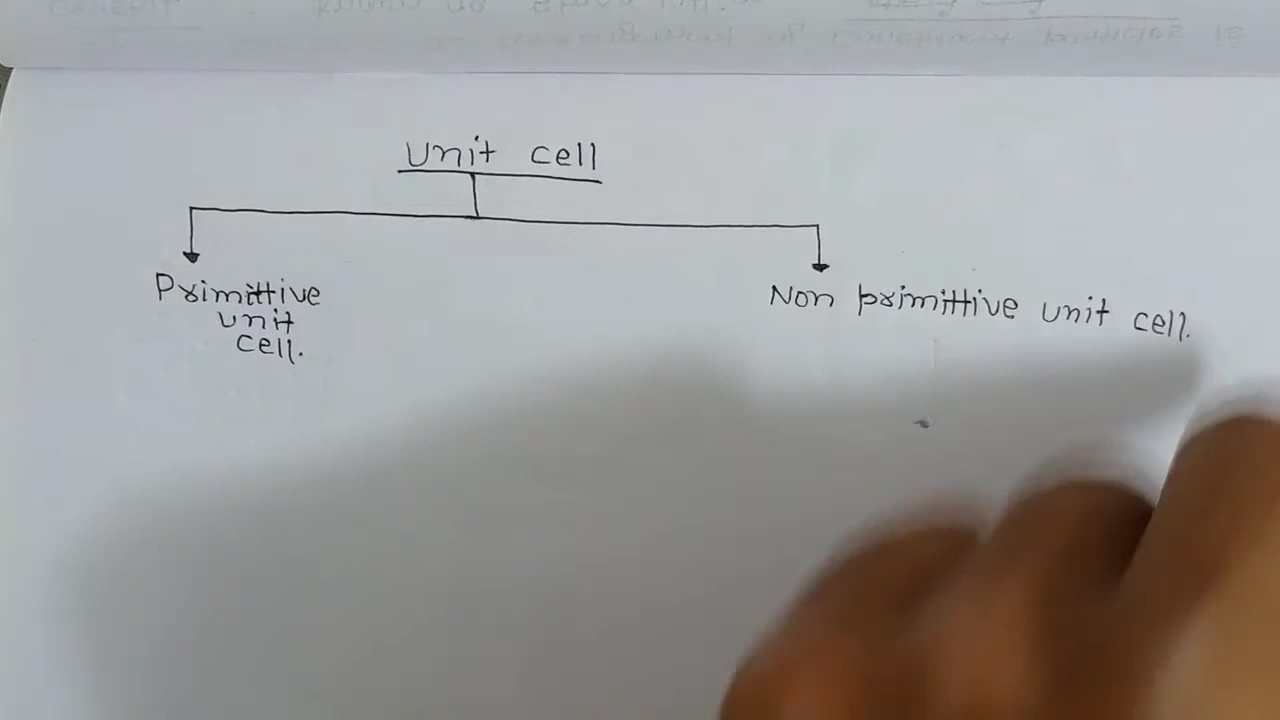 Unit cell
Primittive
unit
cell.
Non primittive unit cell.